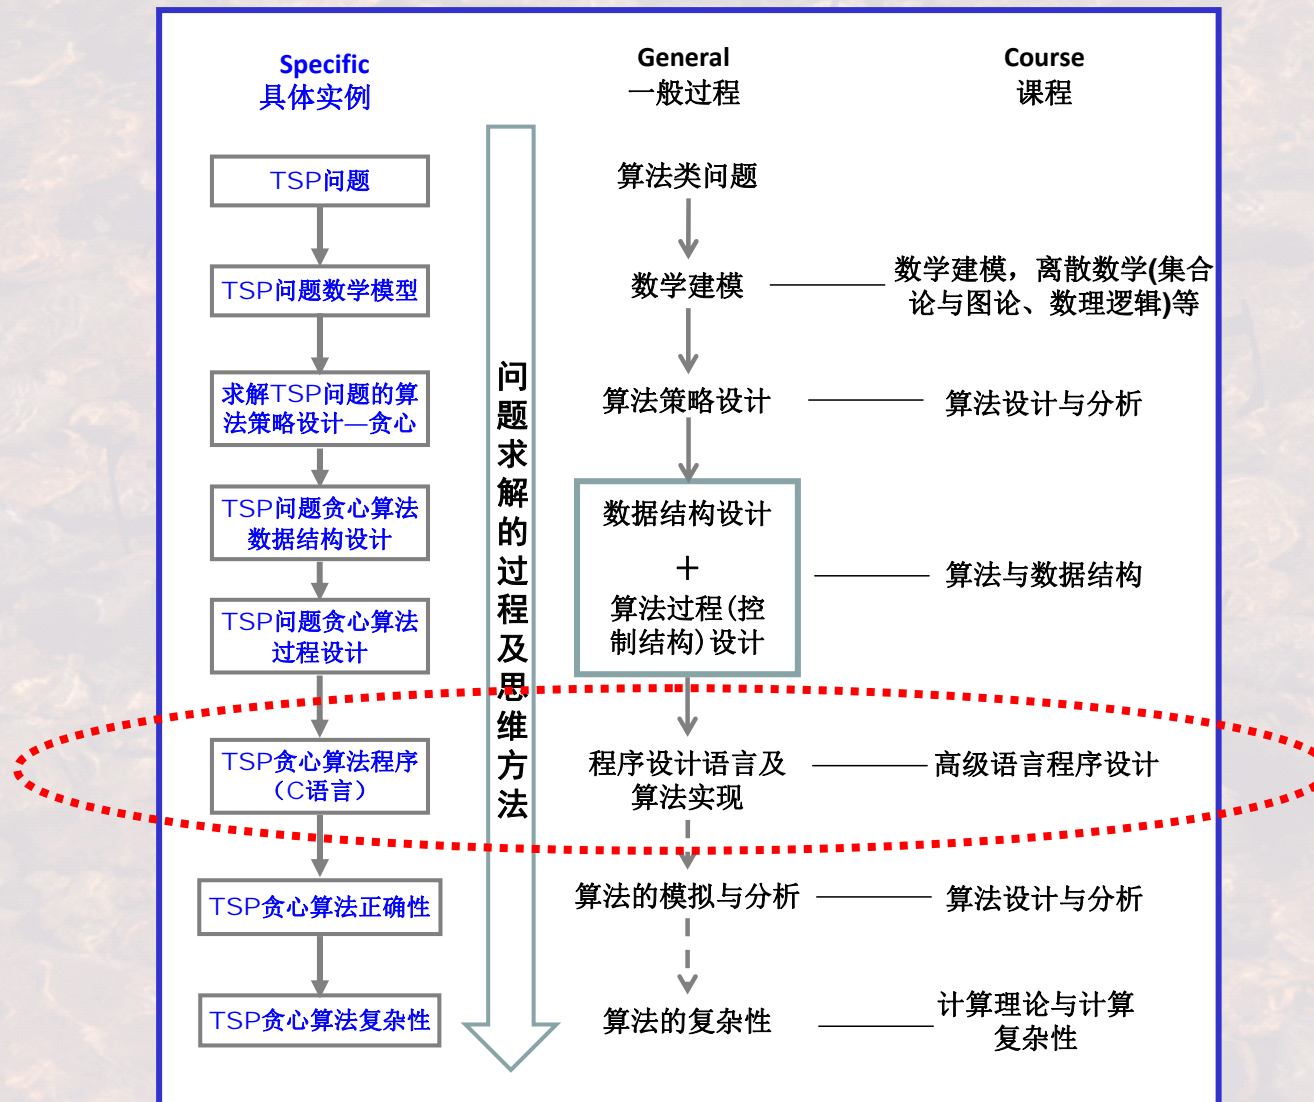 Specific
具体实例
General
一般过程
Course
课程
TSP问题
TSP问题数学模型
求解TSP问题的算
法策略设计—贪心
TSP问题贪心算法
数据结构设计
TSP问题贪心算法
过程设计
TSP贪心算法程序
（C语言）
TSP贪心算法正确性
TSP贪心算法复杂性
问题求解的过程及思维方法
算法类问题
数学建模
算法策略设计
数据结构设计
＋
算法过程(控
制结构)设计
程序设计语言及
算法实现
算法的模拟与分析
算法的复杂性
数学建模，离散数学(集合
论与图论、数理逻辑)等
算法设计与分析
算法与数据结构
高级语言程序设计
算法设计与分析
计算理论与计算
复杂性